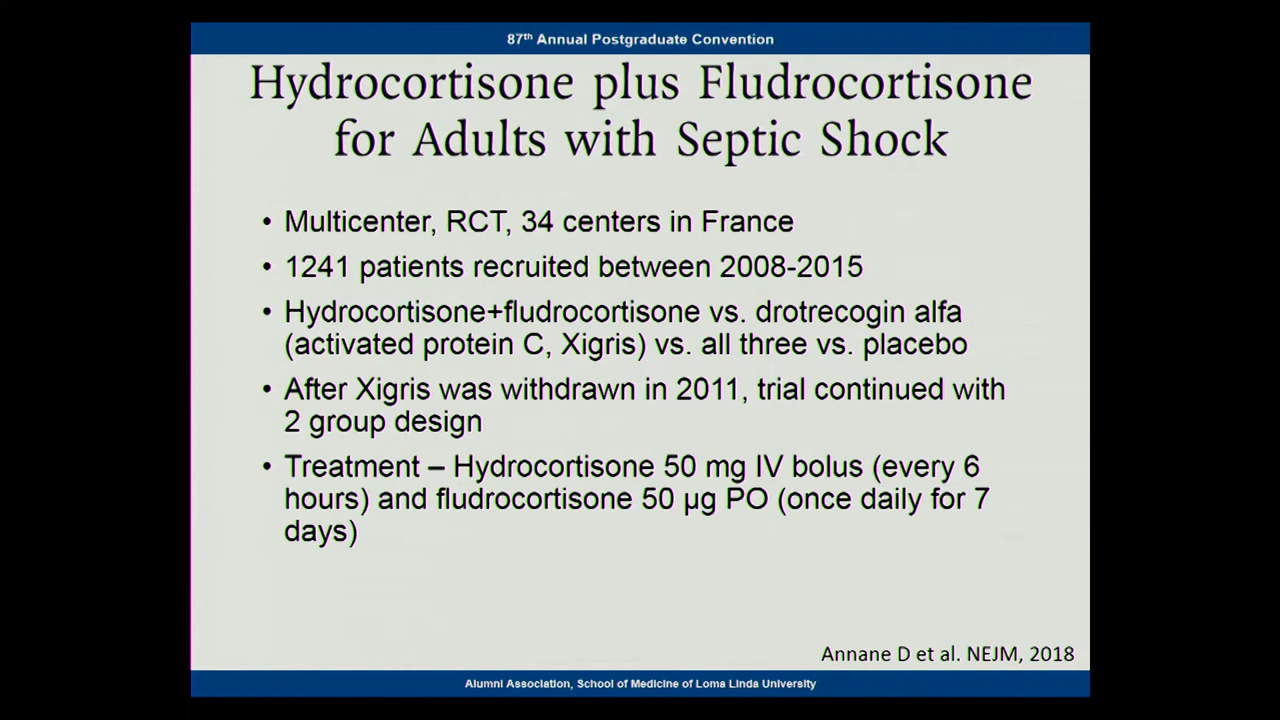 87th Annual Postgraduate Convention
Hydrocortisone plus Fludrocortisone
for Adults with Septic Shock
• Multicenter, RCT, 34 centers in France
• 1241 patients recruited between 2008-2015
• Hydrocortisone+fludrocortisone vs. drotrecogin alfa
(activated protein C, Xigris) vs. all three vs. placebo
• After Xigris was withdrawn in 2011, trial continued with
2 group design
• Treatment – Hydrocortisone 50 mg IV bolus (every 6
hours) and fludrocortisone 50 µg PO (once daily for 7
days)
Annane D et al. NEJM, 2018
Alumni Association, School of Medicine of Loma Linda University